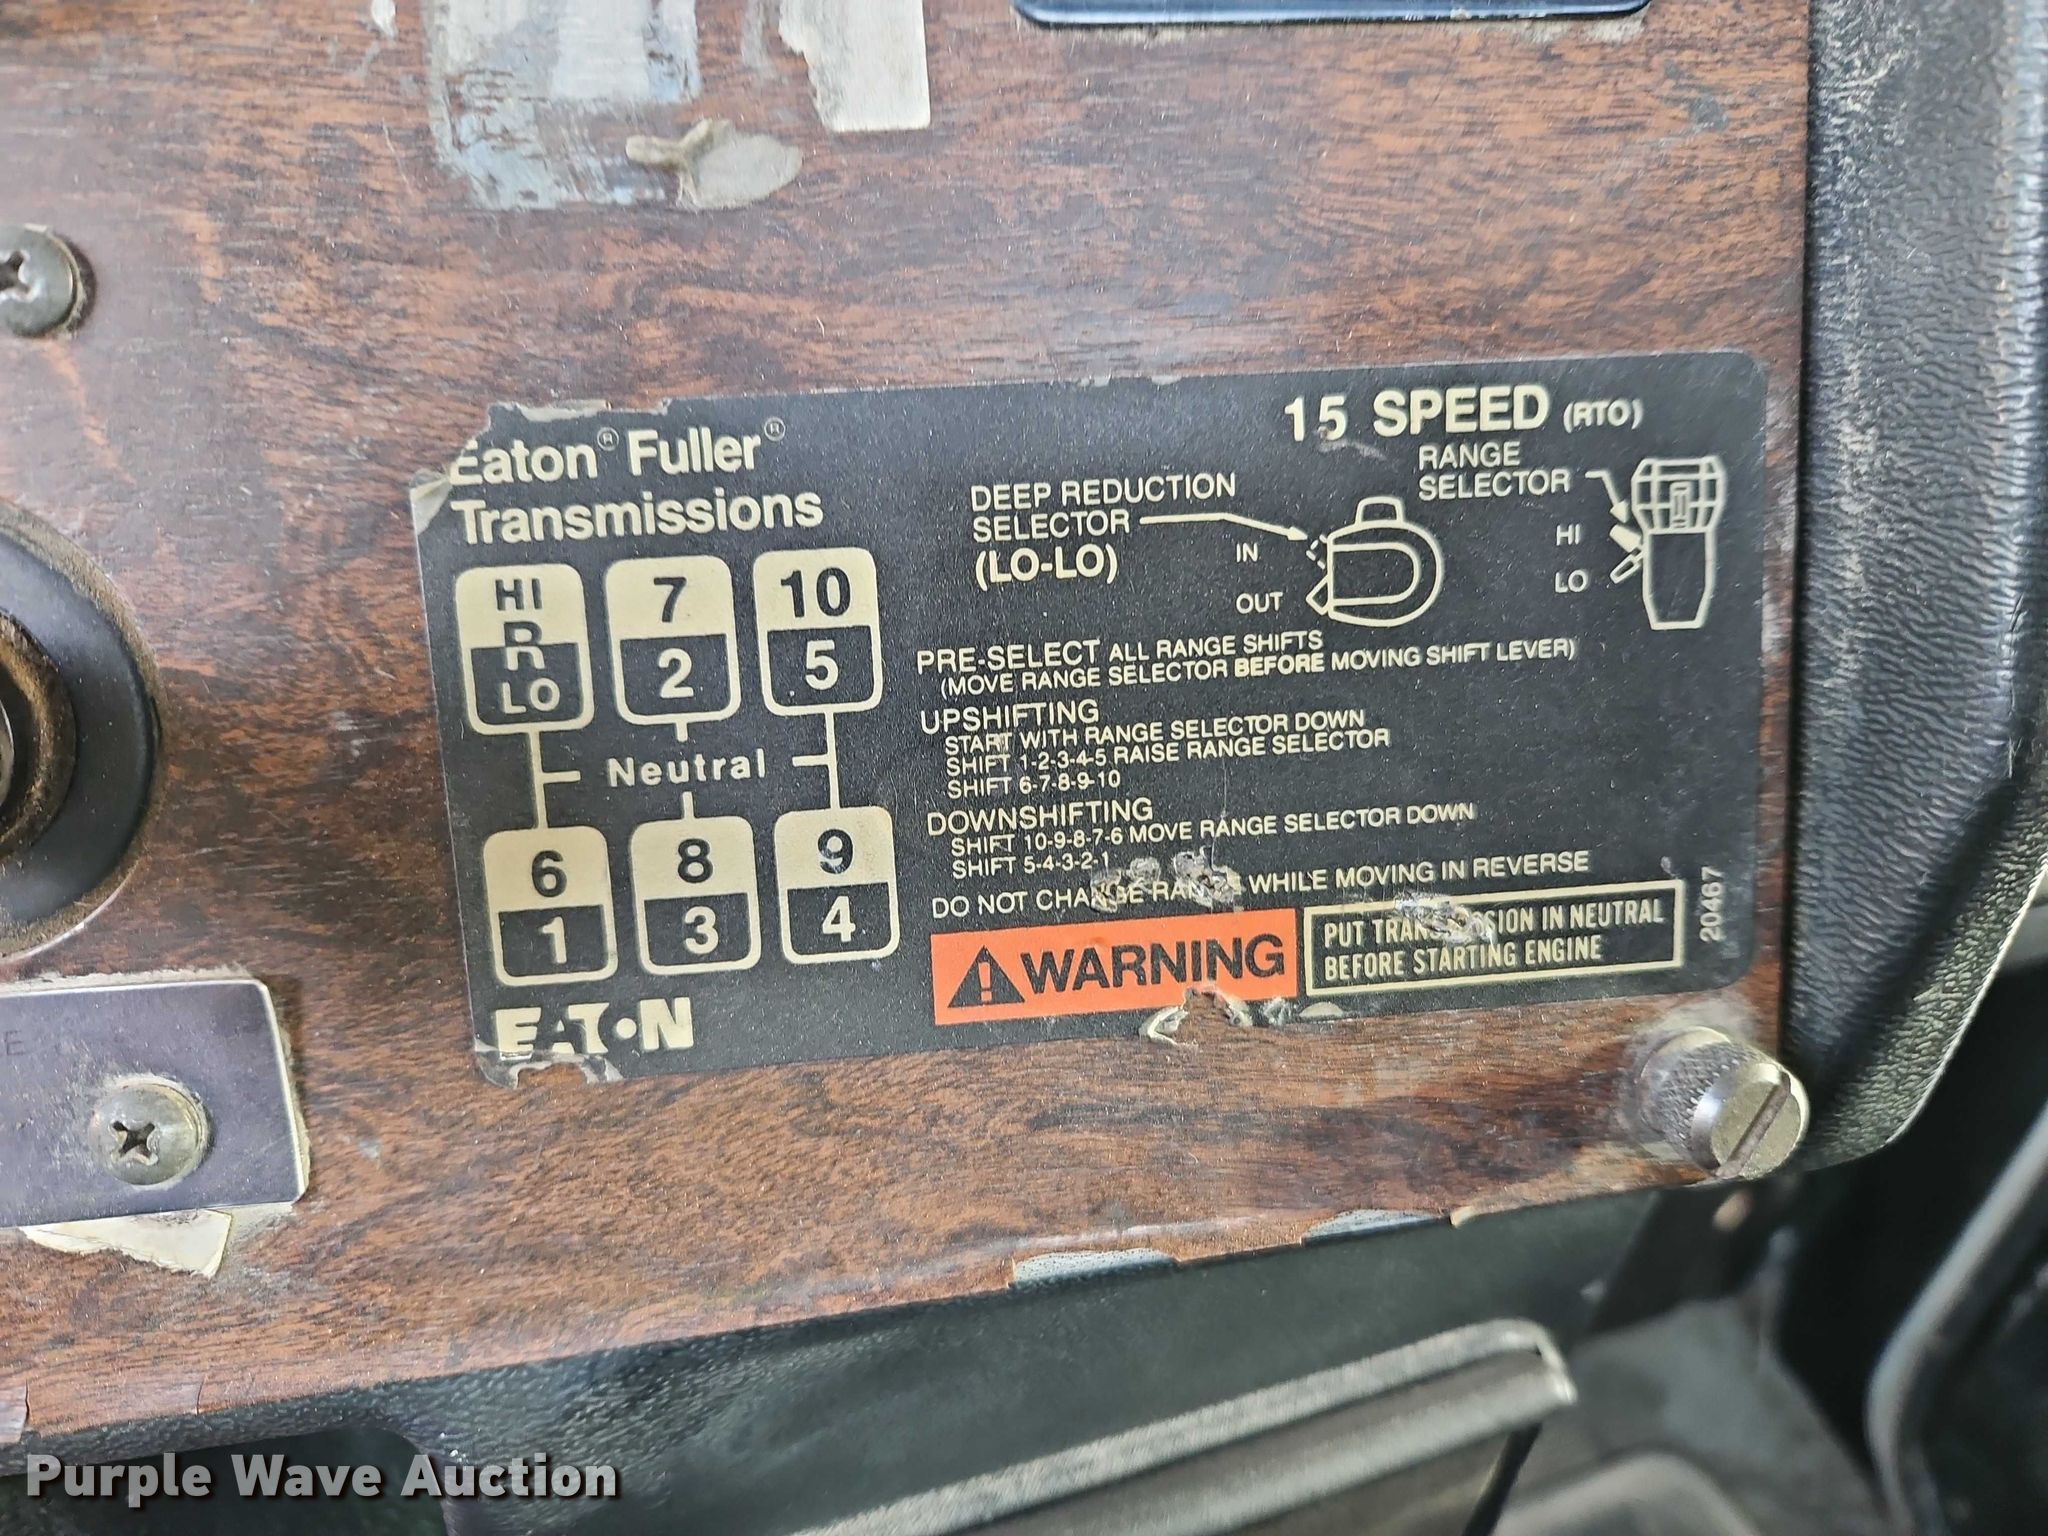 Eaton® Fuller®
Transmissions
15 SPEED (RTO)
DEEP REDUCTION
SELECTOR
(LO-LO)
IN
OUT
RANGE
SELECTOR
HI
LO
HI
R
LO
7
2
10
5
Neutral
6
1
8
3
9
4
PRE-SELECT ALL RANGE SHIFTS
(MOVE RANGE SELECTOR BEFORE MOVING SHIFT LEVER)
UPSHIFTING
START WITH RANGE SELECTOR DOWN
SHIFT 1-2-3-4-5 RAISE RANGE SELECTOR
SHIFT 6-7-8-9-10
DOWNSHIFTING
SHIFT 10-9-8-7-6 MOVE RANGE SELECTOR DOWN
SHIFT 5-4-3-2-1
DO NOT CHANGE RANGE WHILE MOVING IN REVERSE
WARNING
PUT TRANSMISSION IN NEUTRAL
BEFORE STARTING ENGINE
20467
EATON
E
Purple Wave Auction